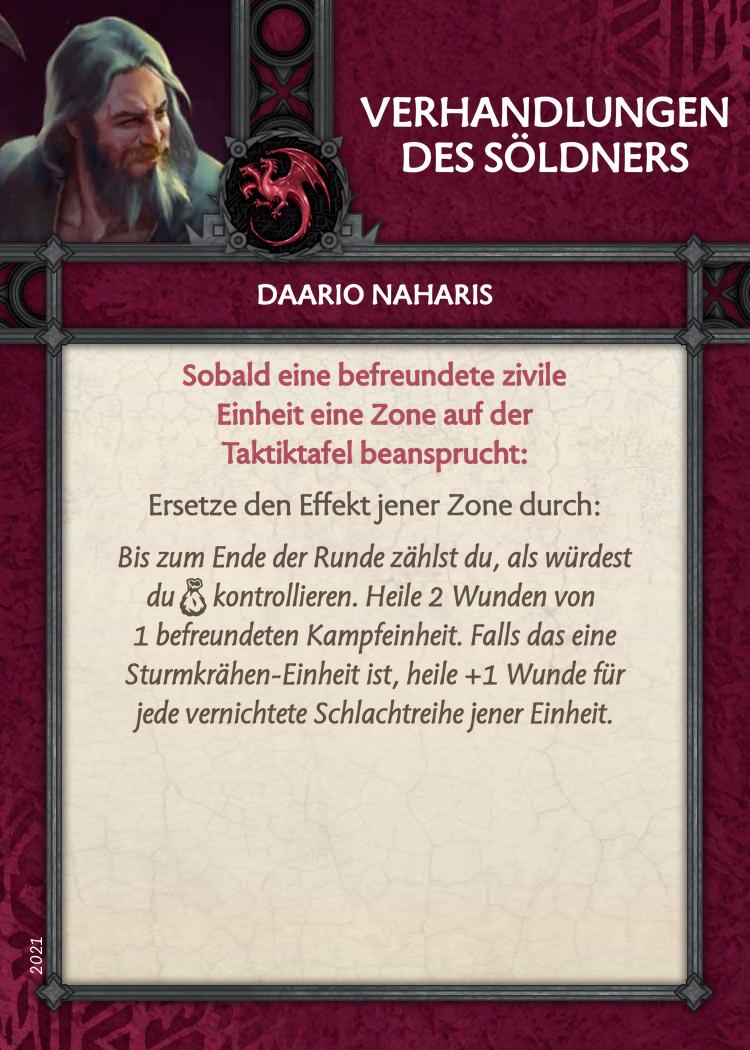 VERHANDLUNGEN
DES SÖLDNERS
DAARIO NAHARIS
Sobald eine befreundete zivile
Einheit eine Zone auf der
Taktiktafel beansprucht:
Ersetze den Effekt jener Zone durch:
Bis zum Ende der Runde zählst du, als würdest
du kontrollieren. Heile 2 Wunden von
1 befreundeten Kampfeinheit. Falls das eine
Sturmkrähen-Einheit ist, heile +1 Wunde für
jede vernichtete Schlachtreihe jener Einheit.
2021